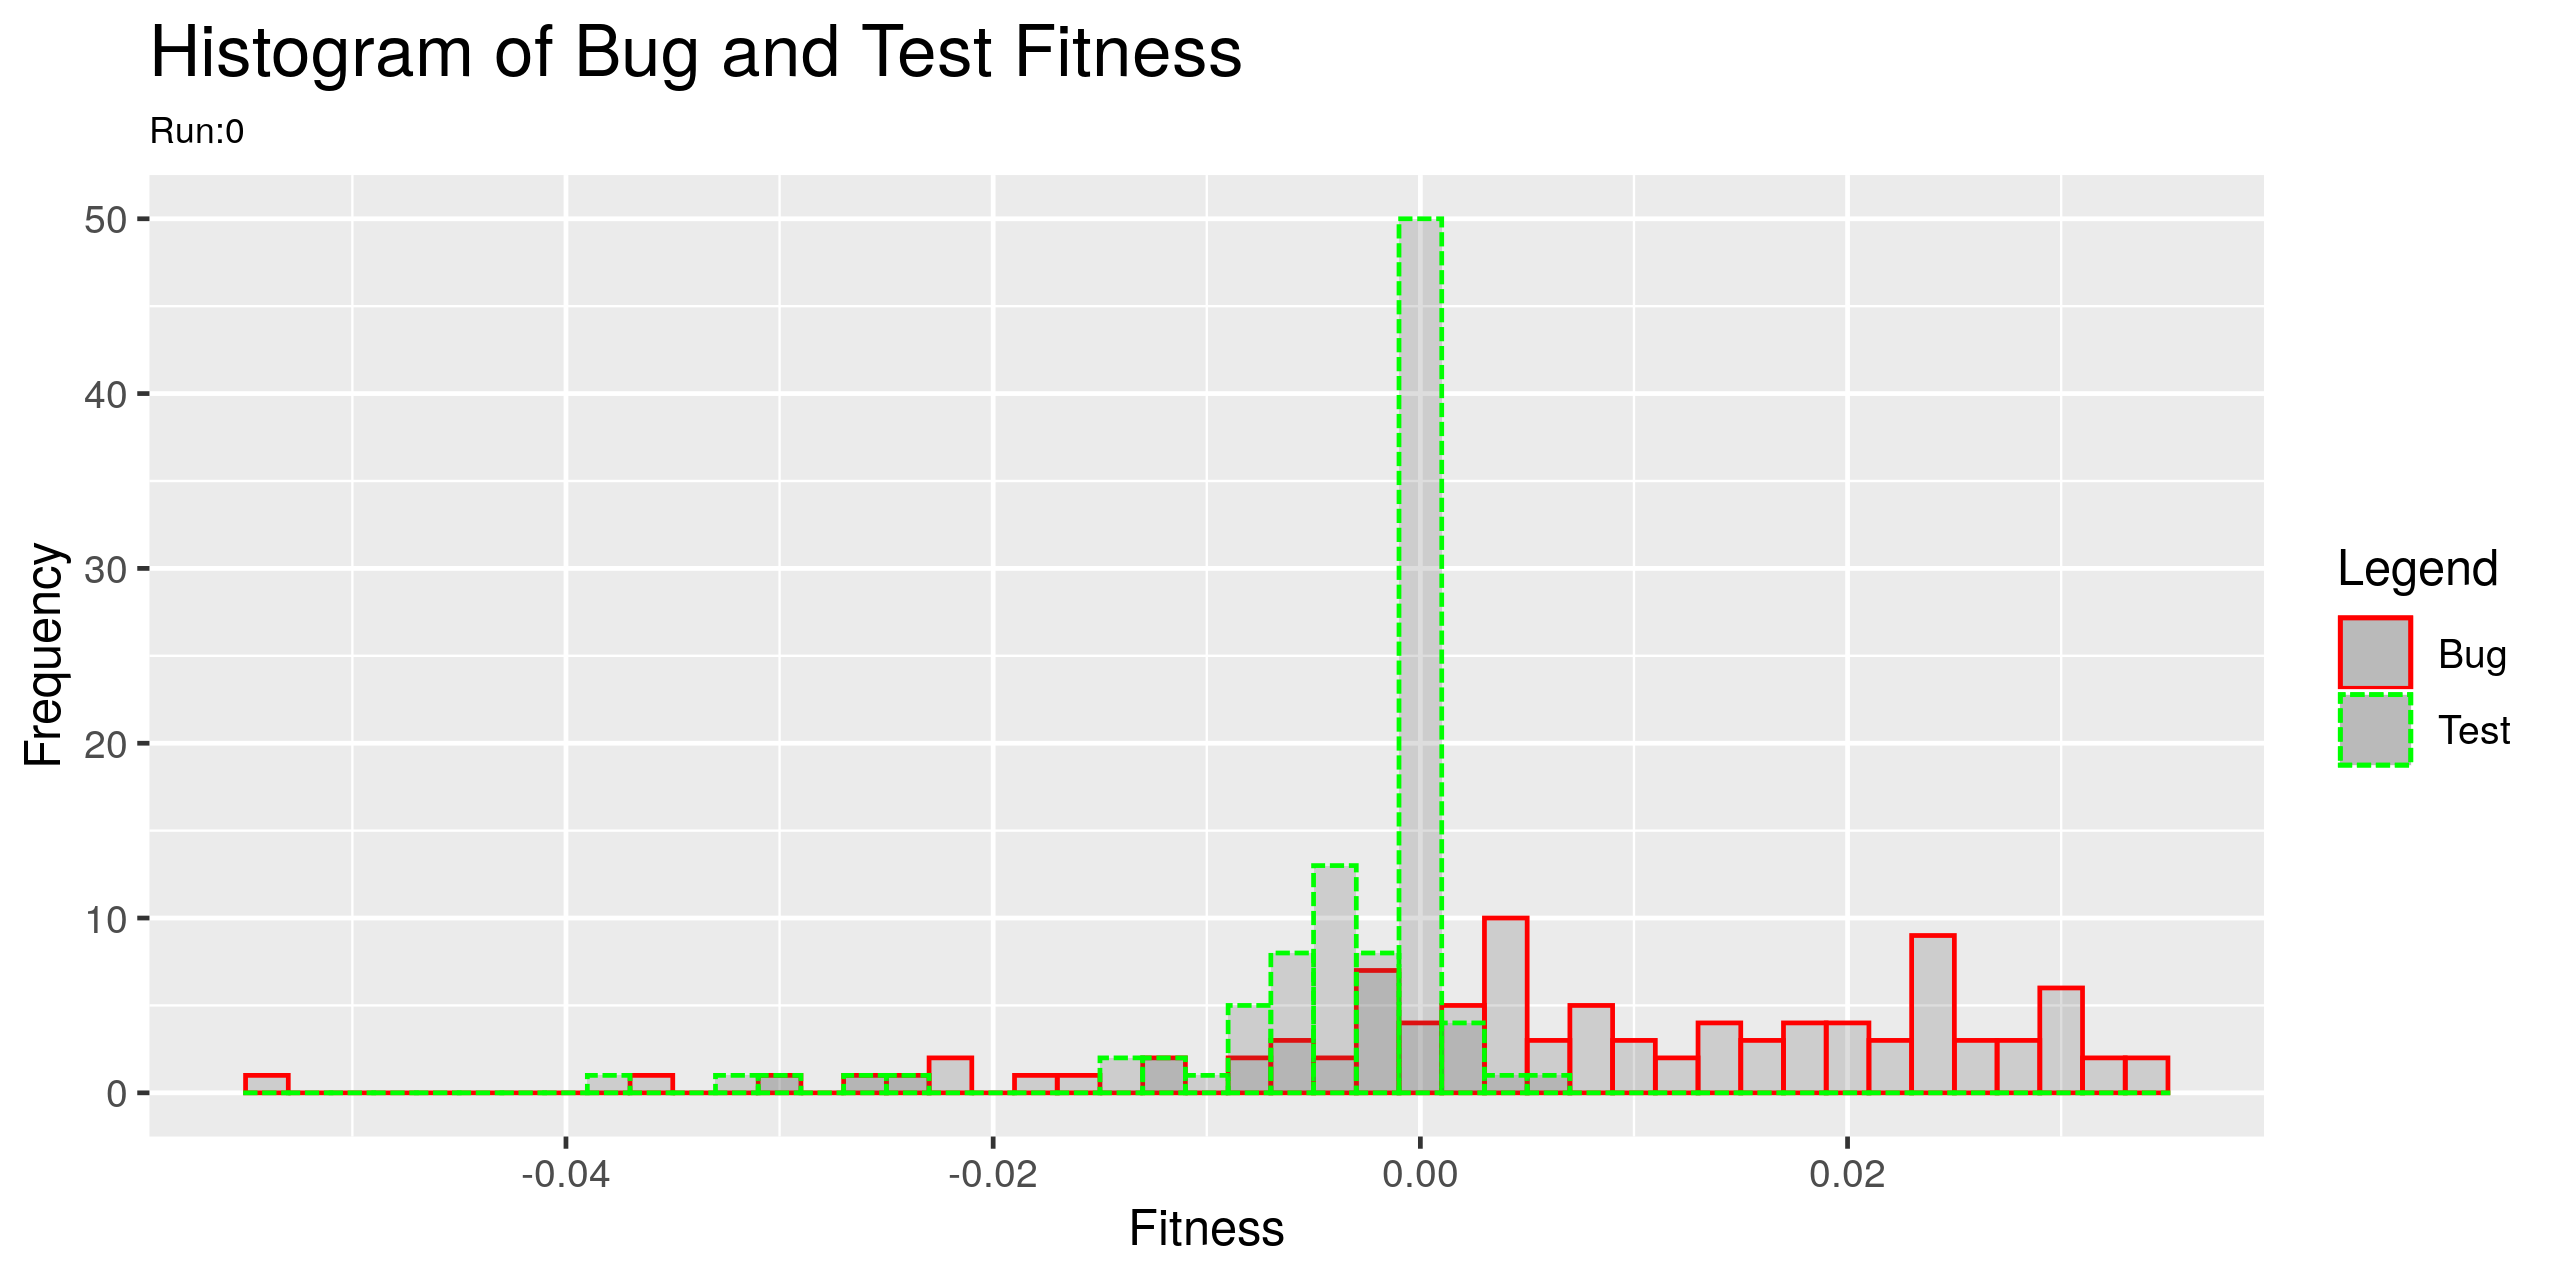 Histogram of Bug and Test Fitness
Run:0
Frequency
50
40
30
20
10
0
-0.04 -0.02 0.00 0.02
Fitness
Legend
Bug
Test